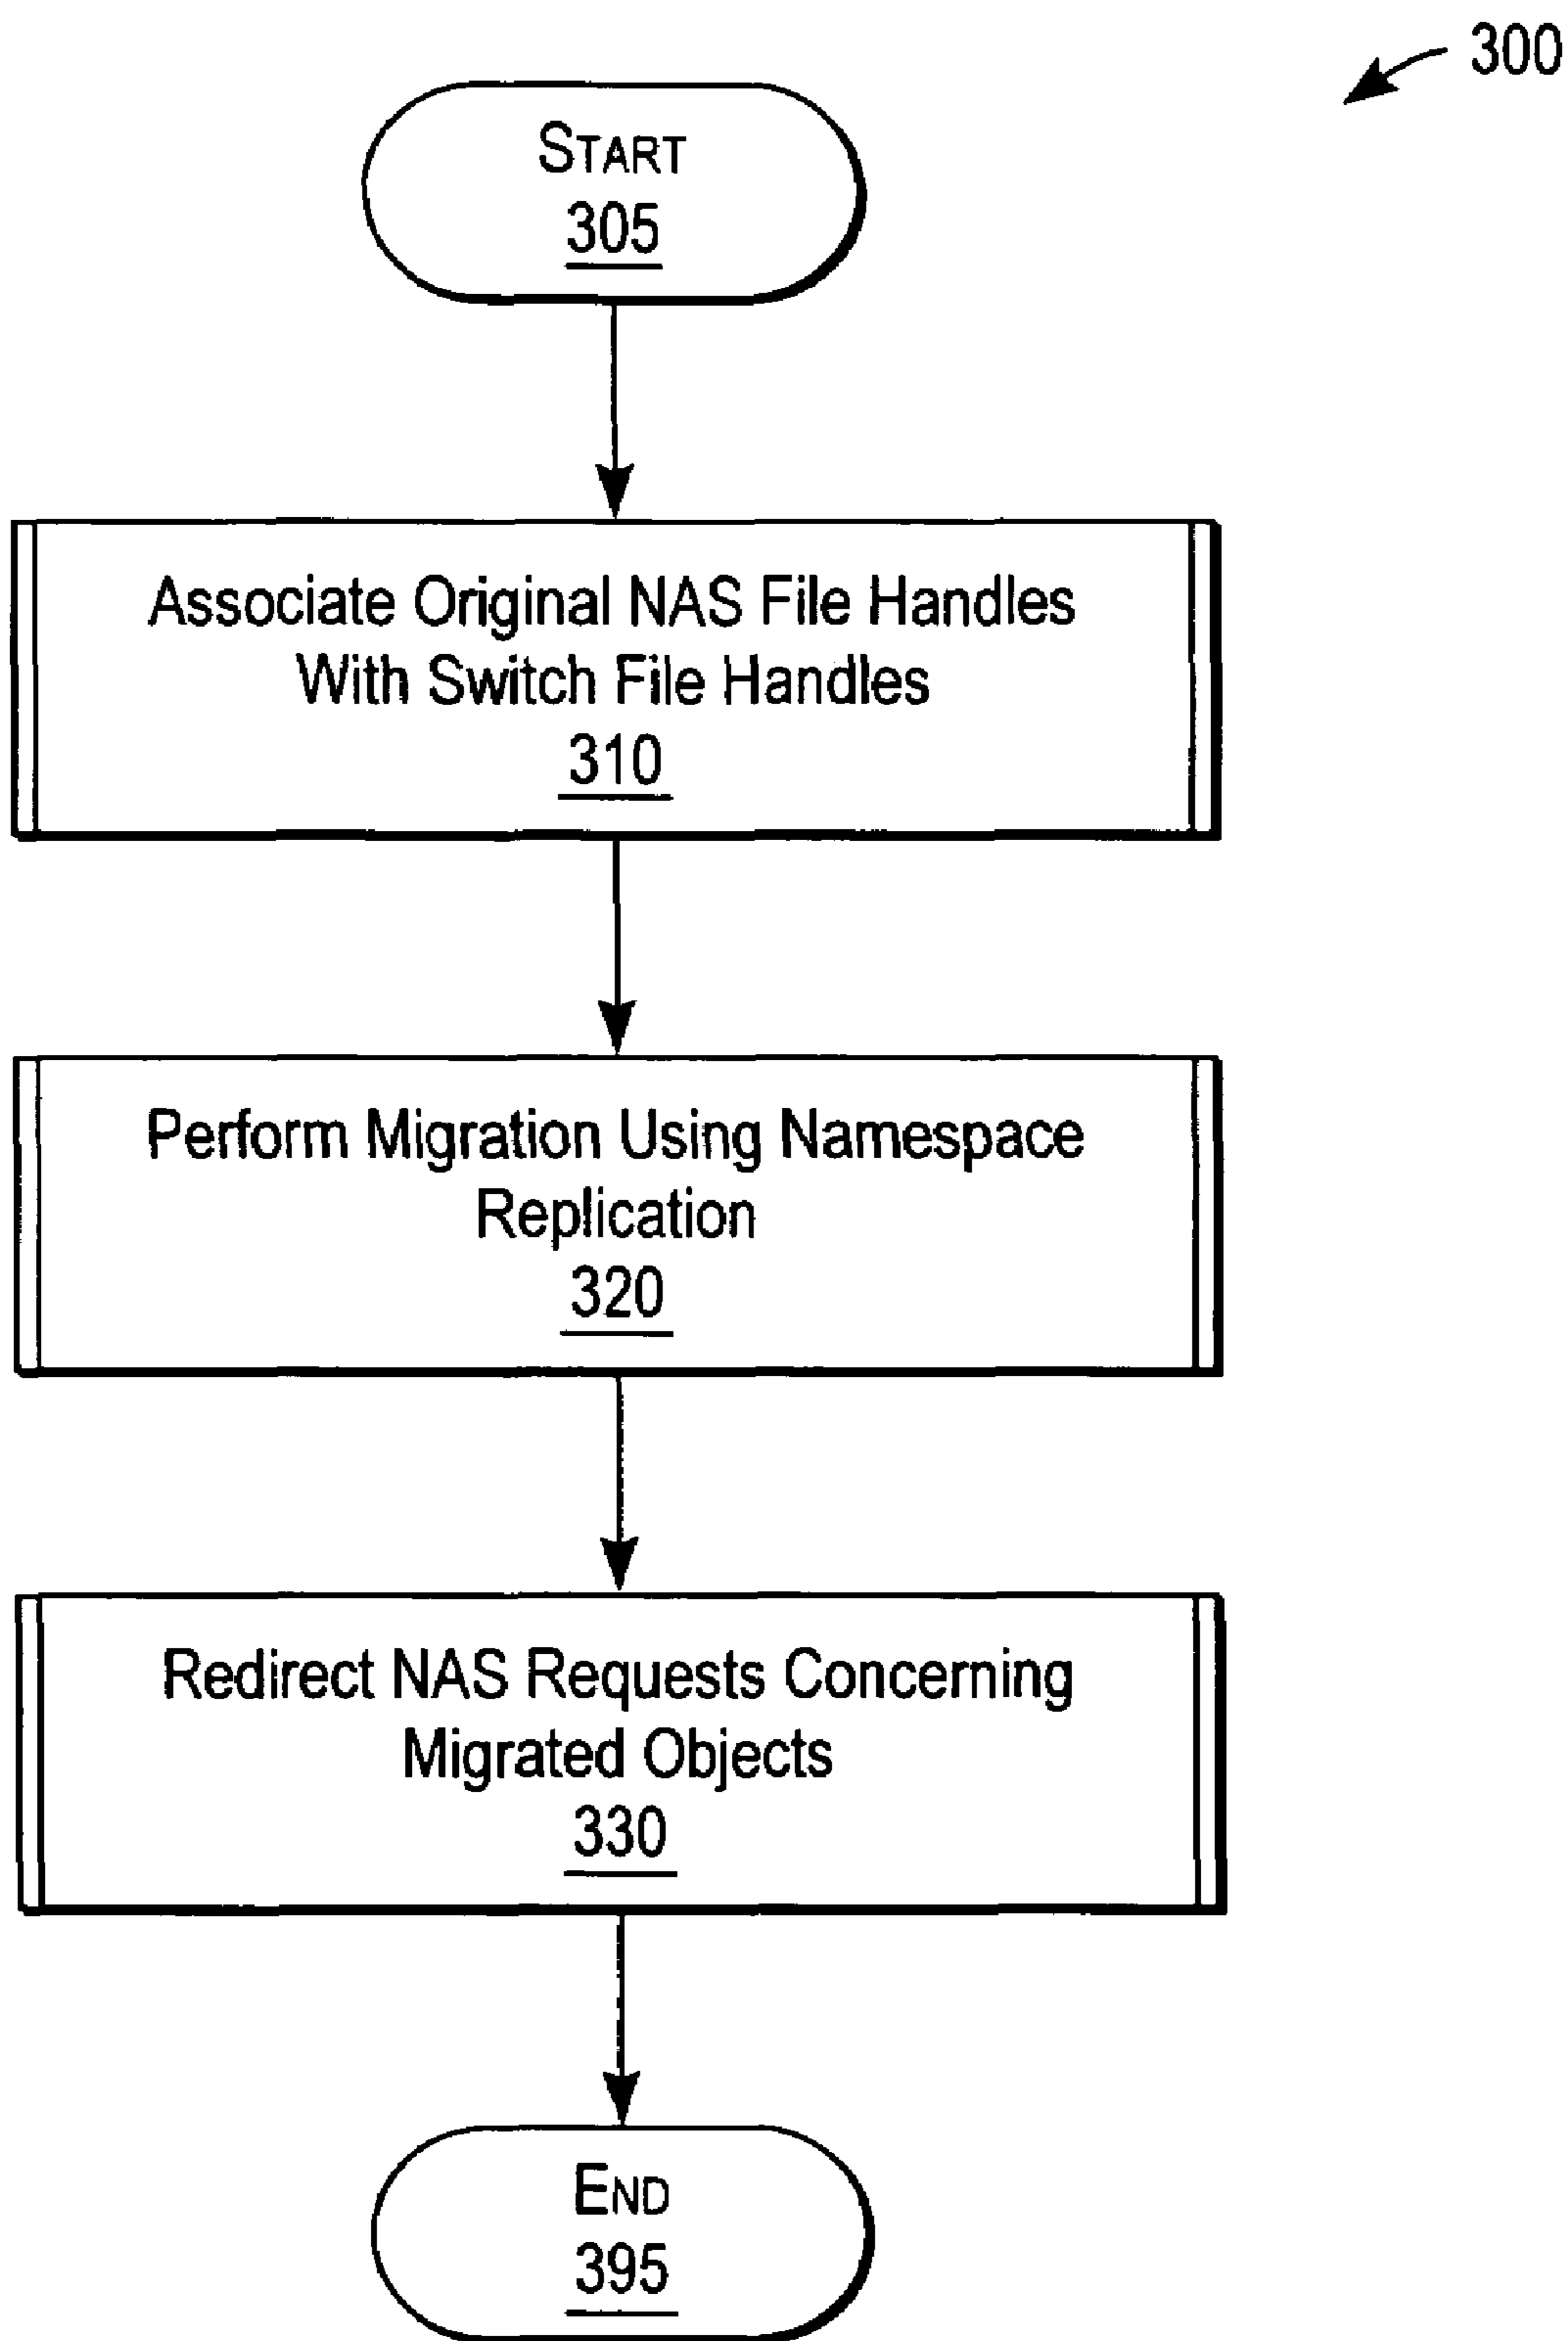 300
START
305
Associate Original NAS File Handles
With Switch File Handles
310
Perform Migration Using Namespace
Replication
320
Redirect NAS Requests Concerning
Migrated Objects
330
END
395